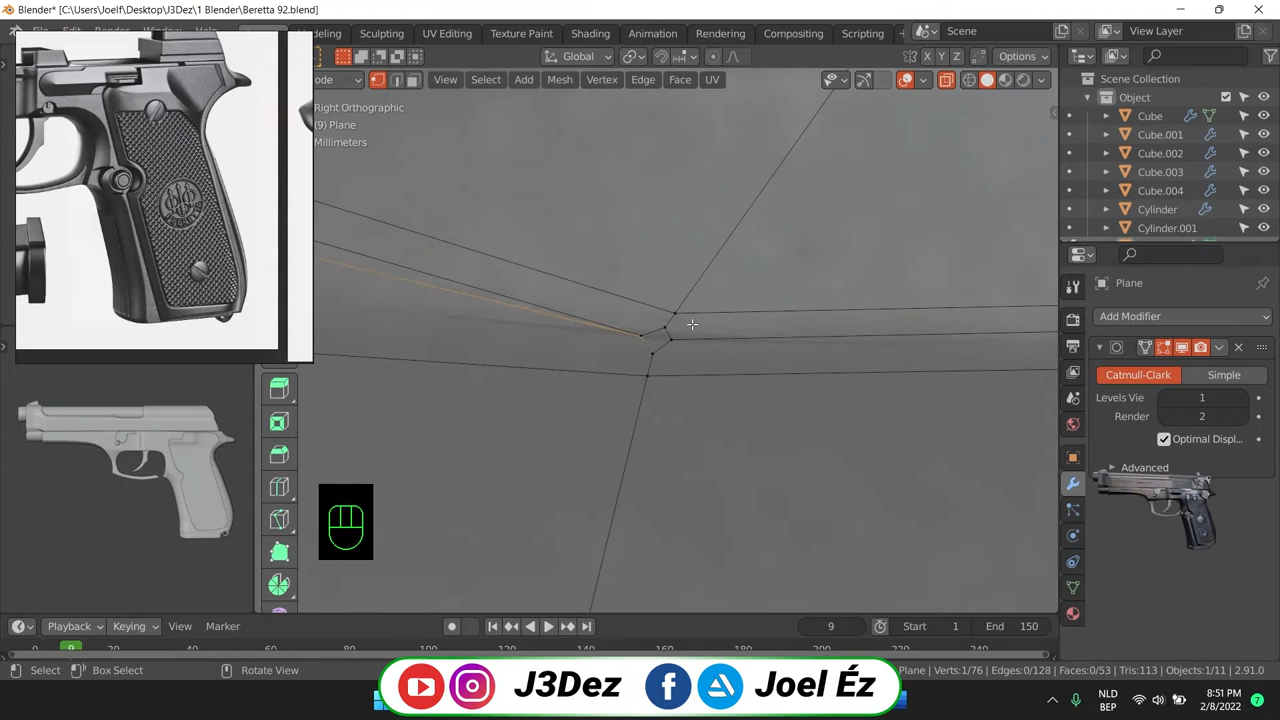 Blender* [C:\Users\Joelf\Desktop\J3Dez\1 Blender\Beretta 92.blend]
UV Editing Texture Paint Shading Animation Rendering Compositing Scripting Scene View Layer
Global X Y Z Options
View Select Add Mesh Vertex Edge Face UV
Right Orthographic
(9) Plane
Millimeters
Scene Collection
Object
Cube
Cube.001
Cube.002
Cube.003
Cube.004
Cylinder
Cylinder.001
Plane
Add Modifier
Catmull-Clark Simple
Levels Vie 1
Render 2
Optimal Displ...
Advanced
Playback Keying View Marker 9 Start 1 End 150
Select Box Select Rotate View Plane | Verts:1/76 | Edges:0/128 | Faces:0/53 | Tris:113 | Objects:1/11 | 2.91.0
J3Dez Joel Éz
NLD
BEP
8:51 PM
2/8/2022
7